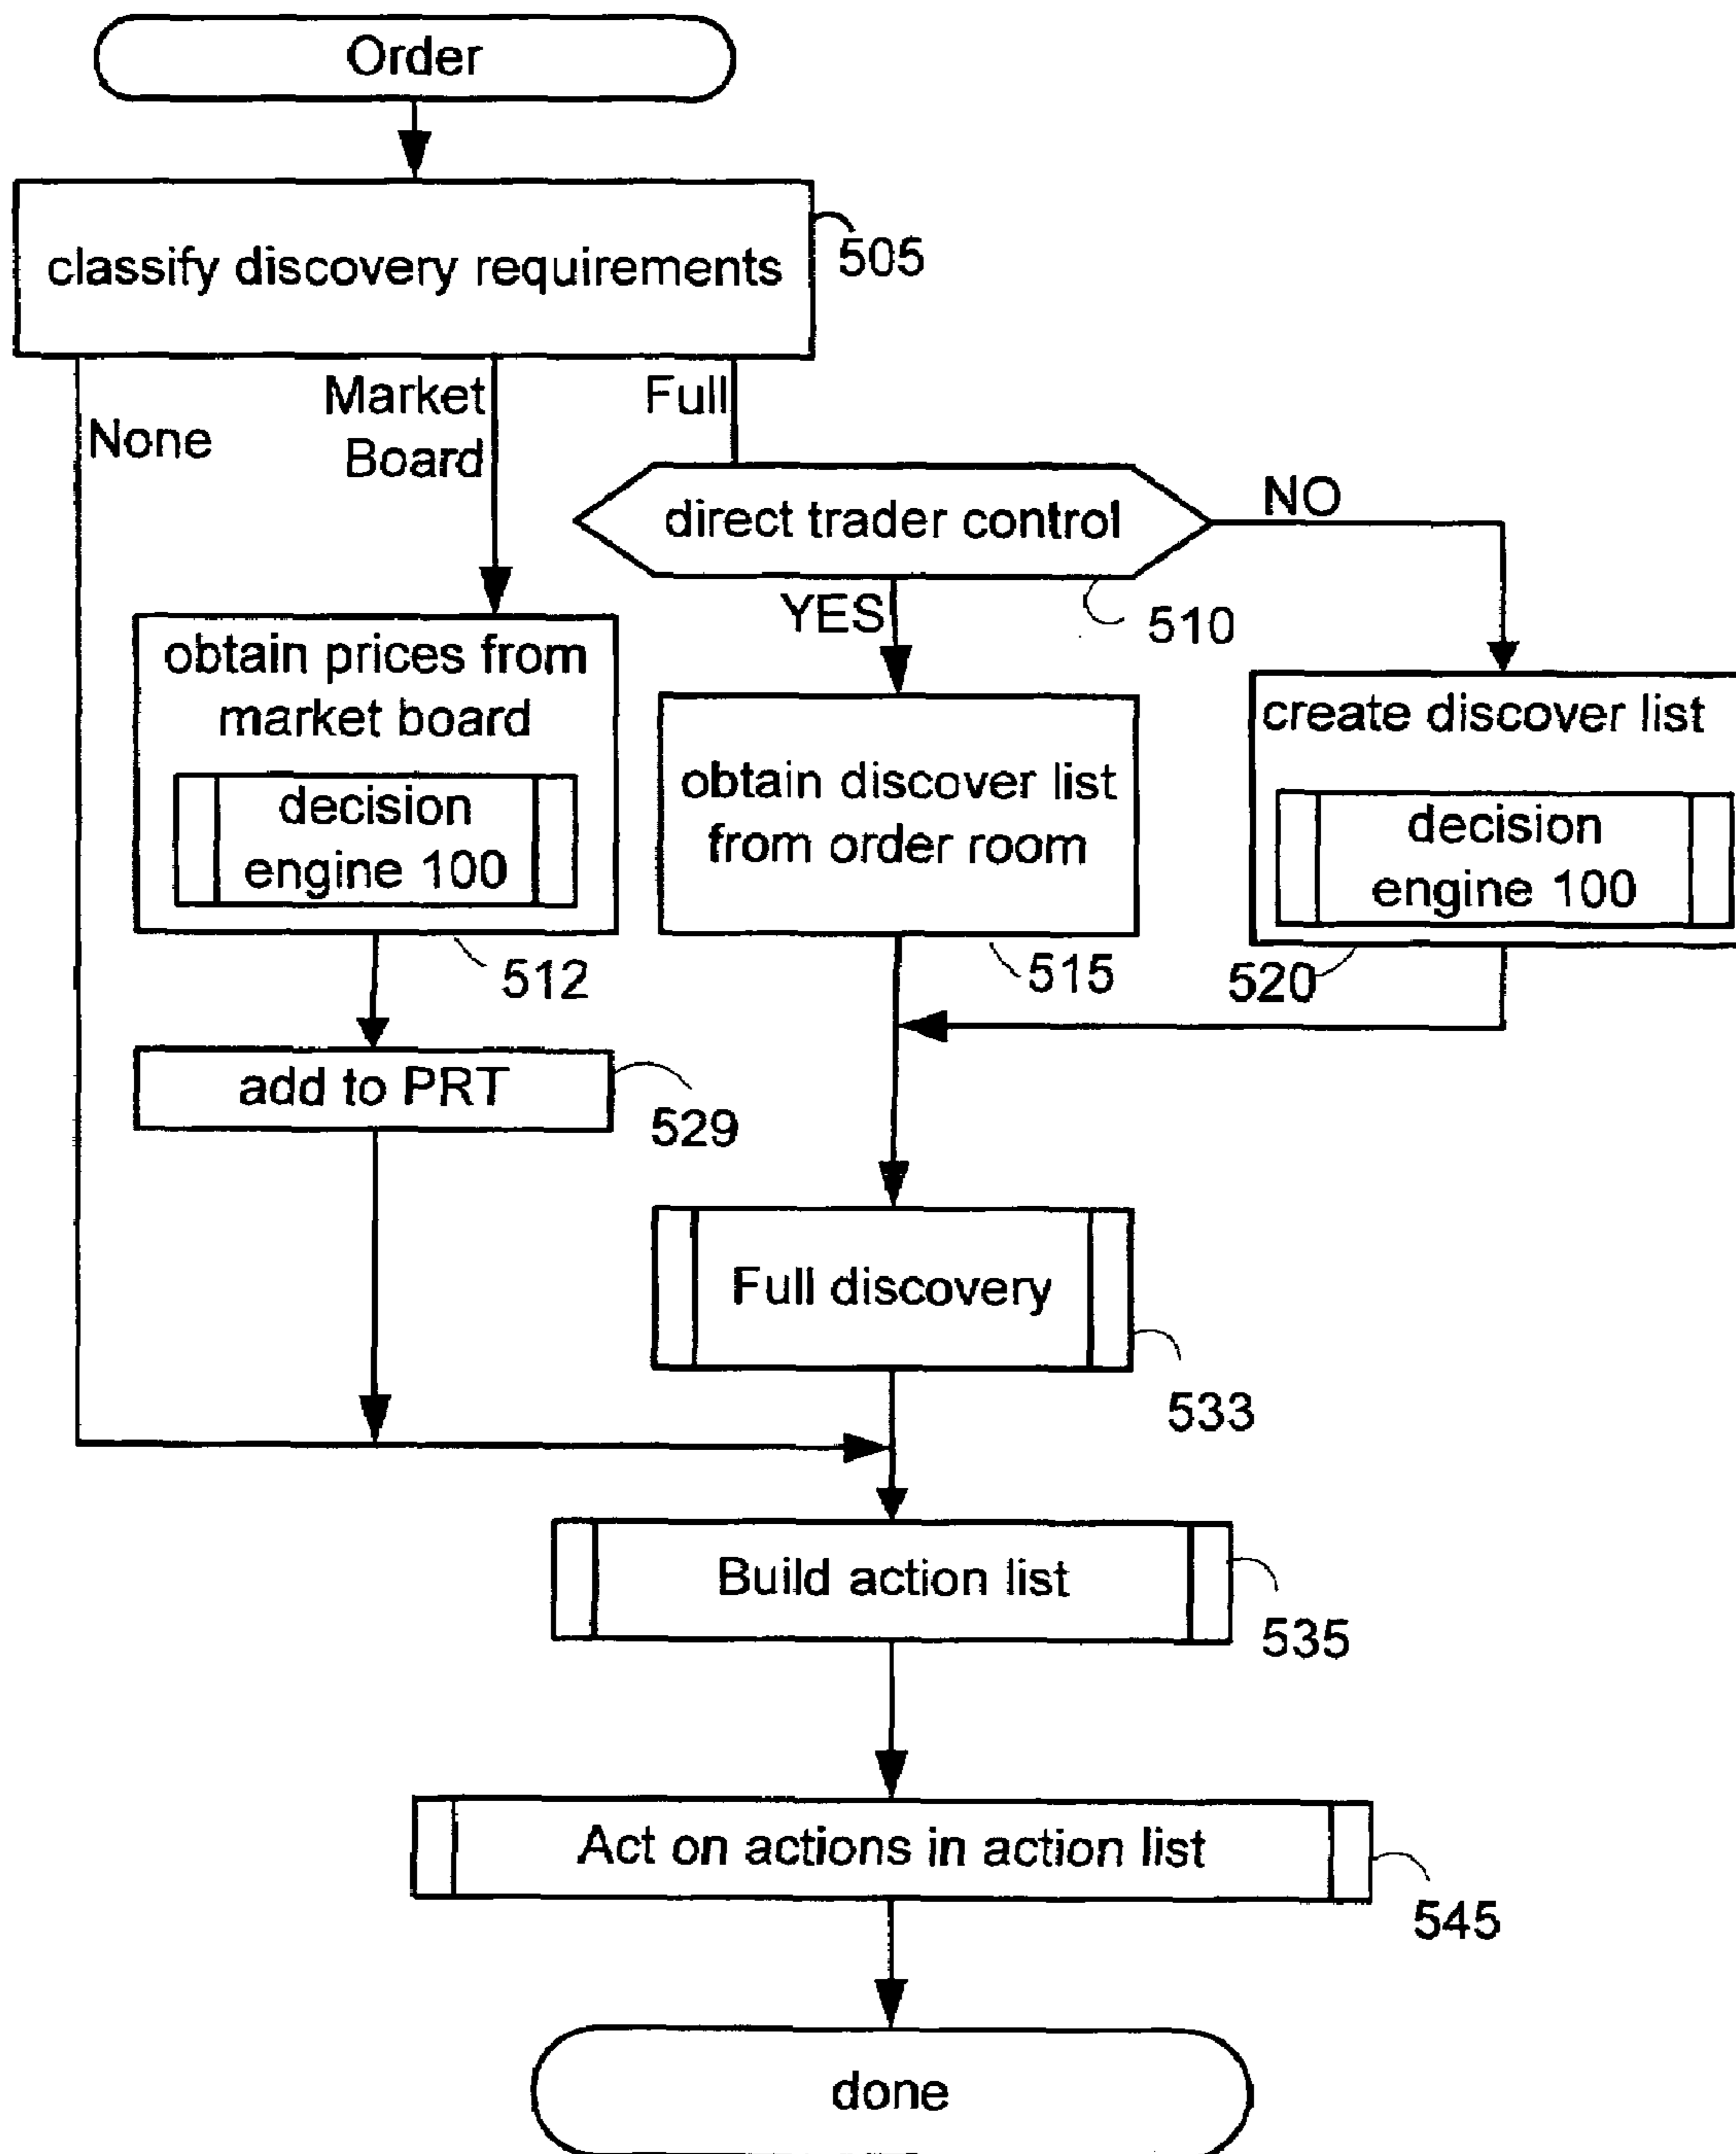 Order
classify discovery requirements
505
None
Market
Board
Full
direct trader control
NO
YES
510
obtain prices from
market board
decision
engine 100
512
obtain discover list
from order room
515
create discover list
decision
engine 100
520
add to PRT
529
Full discovery
533
Build action list
535
Act on actions in action list
545
done